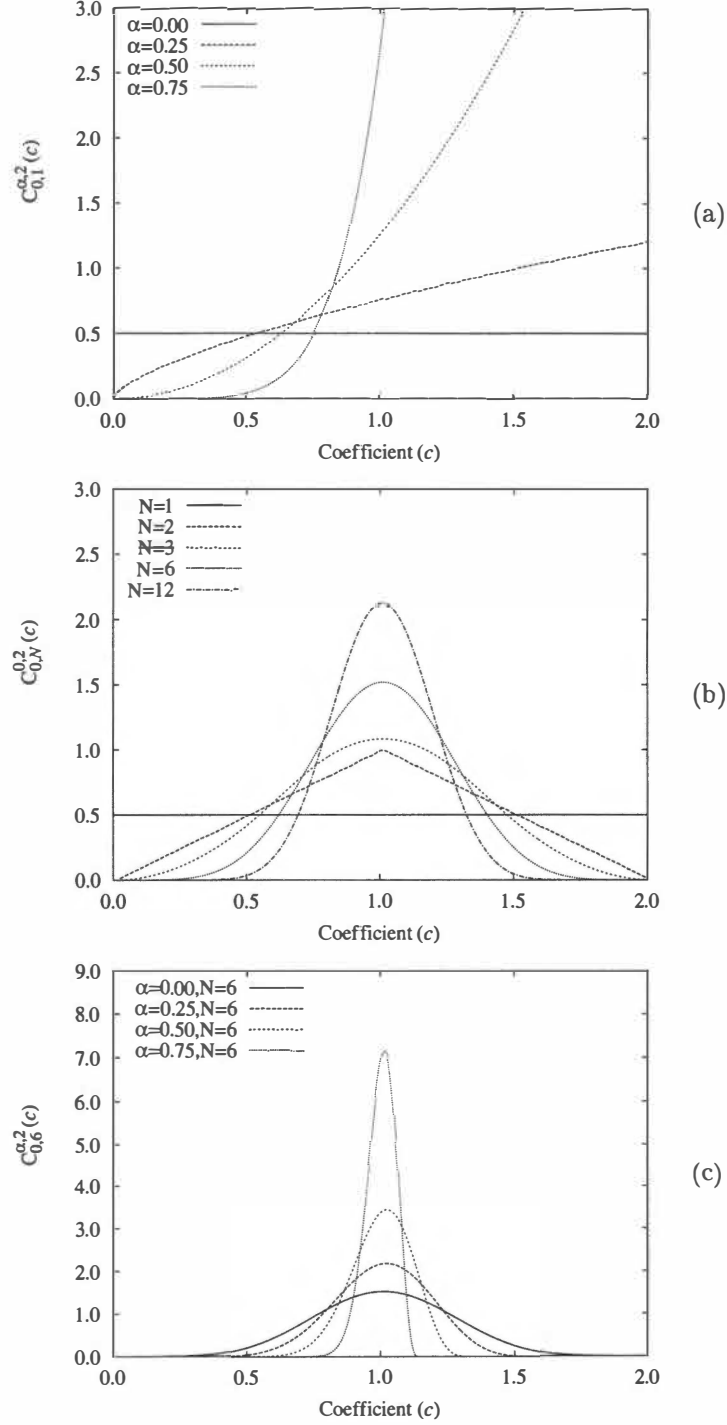 3.0
2.5
2.0
1.5
1.0
0.5
0.0
α=0.00
α=0.25
α=0.50
α=0.75
C^{α,2}_{0,1}(c)
0.0 0.5 1.0 1.5 2.0
Coefficient (c)
(a)
3.0
2.5
2.0
1.5
1.0
0.5
0.0
N=1
N=2
N=3
N=6
N=12
C^{0,2}_{0,N}(c)
0.0 0.5 1.0 1.5 2.0
Coefficient (c)
(b)
9.0
8.0
7.0
6.0
5.0
4.0
3.0
2.0
1.0
0.0
α=0.00,N=6
α=0.25,N=6
α=0.50,N=6
α=0.75,N=6
C^{α,2}_{0,6}(c)
0.0 0.5 1.0 1.5 2.0
Coefficient (c)
(c)